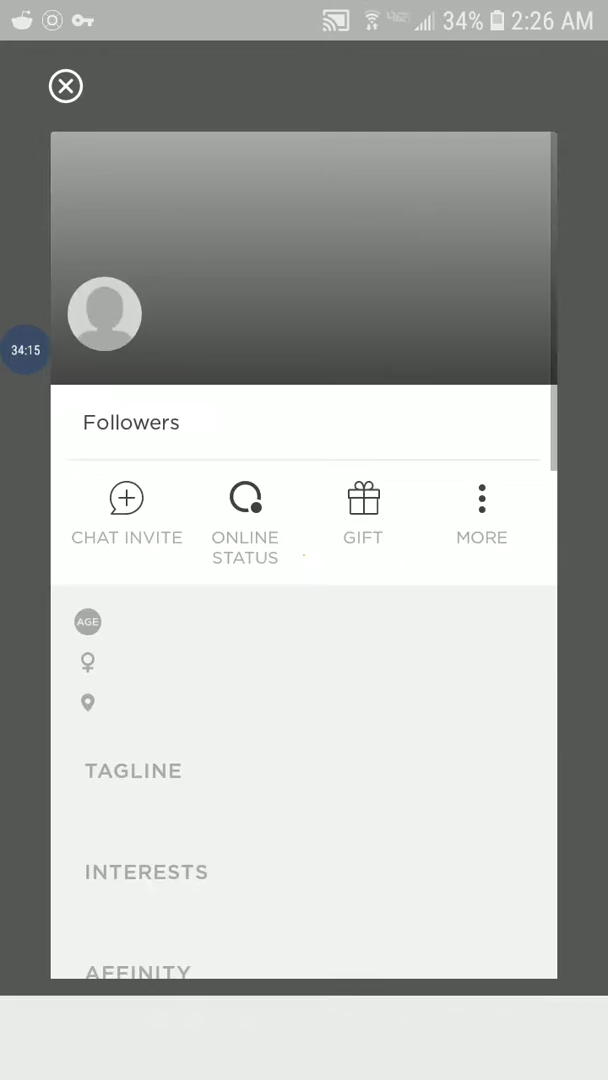 34% 2:26 AM
34:15
Followers
CHAT INVITE
ONLINE STATUS
GIFT
MORE
AGE
TAGLINE
INTERESTS
AFFINITY